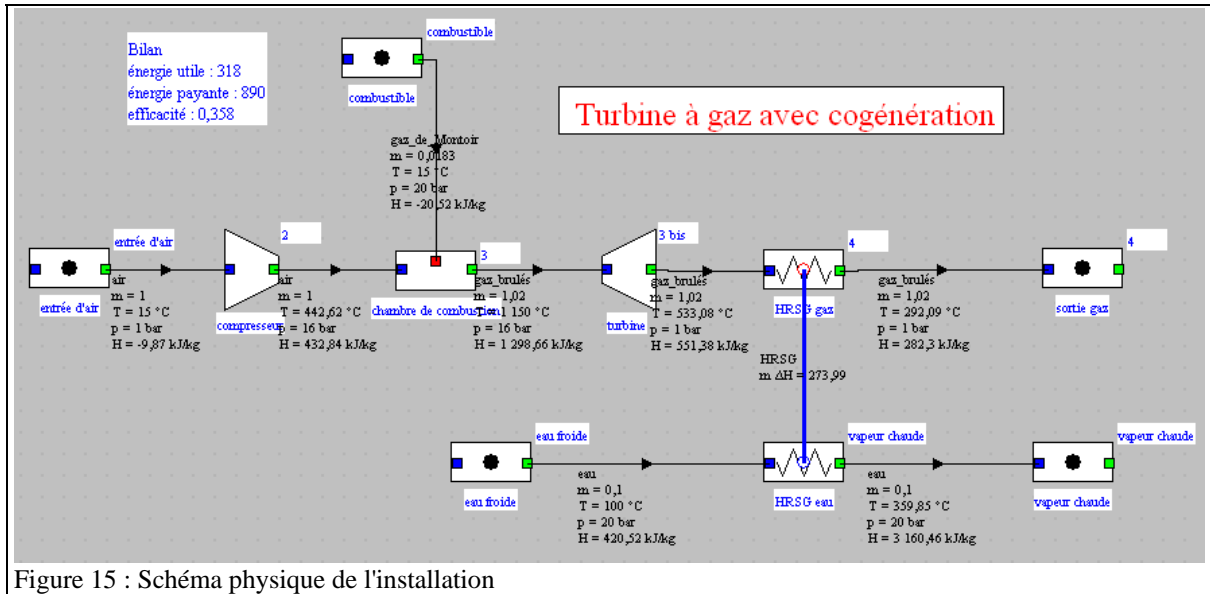 combustible
Bilan
énergie utile : 318
énergie payante : 890
efficacité : 0,358
combustible
Turbine à gaz avec cogénération
gaz_de_Montoir
m = 0,0183
T = 15 °C
p = 20 bar
H = -20,52 kJ/kg
entrée d'air
2
3
3 bis
4
4
entrée d'air
compresseur
chambre de combustion
turbine
HRSG gaz
sortie gaz
air
m = 1
T = 15 °C
p = 1 bar
H = -9,87 kJ/kg
air
m = 1
T = 442,62 °C
p = 16 bar
H = 432,84 kJ/kg
gaz_brulés
m = 1,02
T = 1 150 °C
p = 16 bar
H = 1 298,66 kJ/kg
gaz_brulés
m = 1,02
T = 533,08 °C
p = 1 bar
H = 551,38 kJ/kg
gaz_brulés
m = 1,02
T = 292,09 °C
p = 1 bar
H = 282,3 kJ/kg
HRSG
m ΔH = 273,99
eau froide
vapeur chaude
vapeur chaude
eau froide
HRSG eau
vapeur chaude
eau
m = 0,1
T = 100 °C
p = 20 bar
H = 420,52 kJ/kg
eau
m = 0,1
T = 359,85 °C
p = 20 bar
H = 3 160,46 kJ/kg
Figure 15 : Schéma physique de l'installation